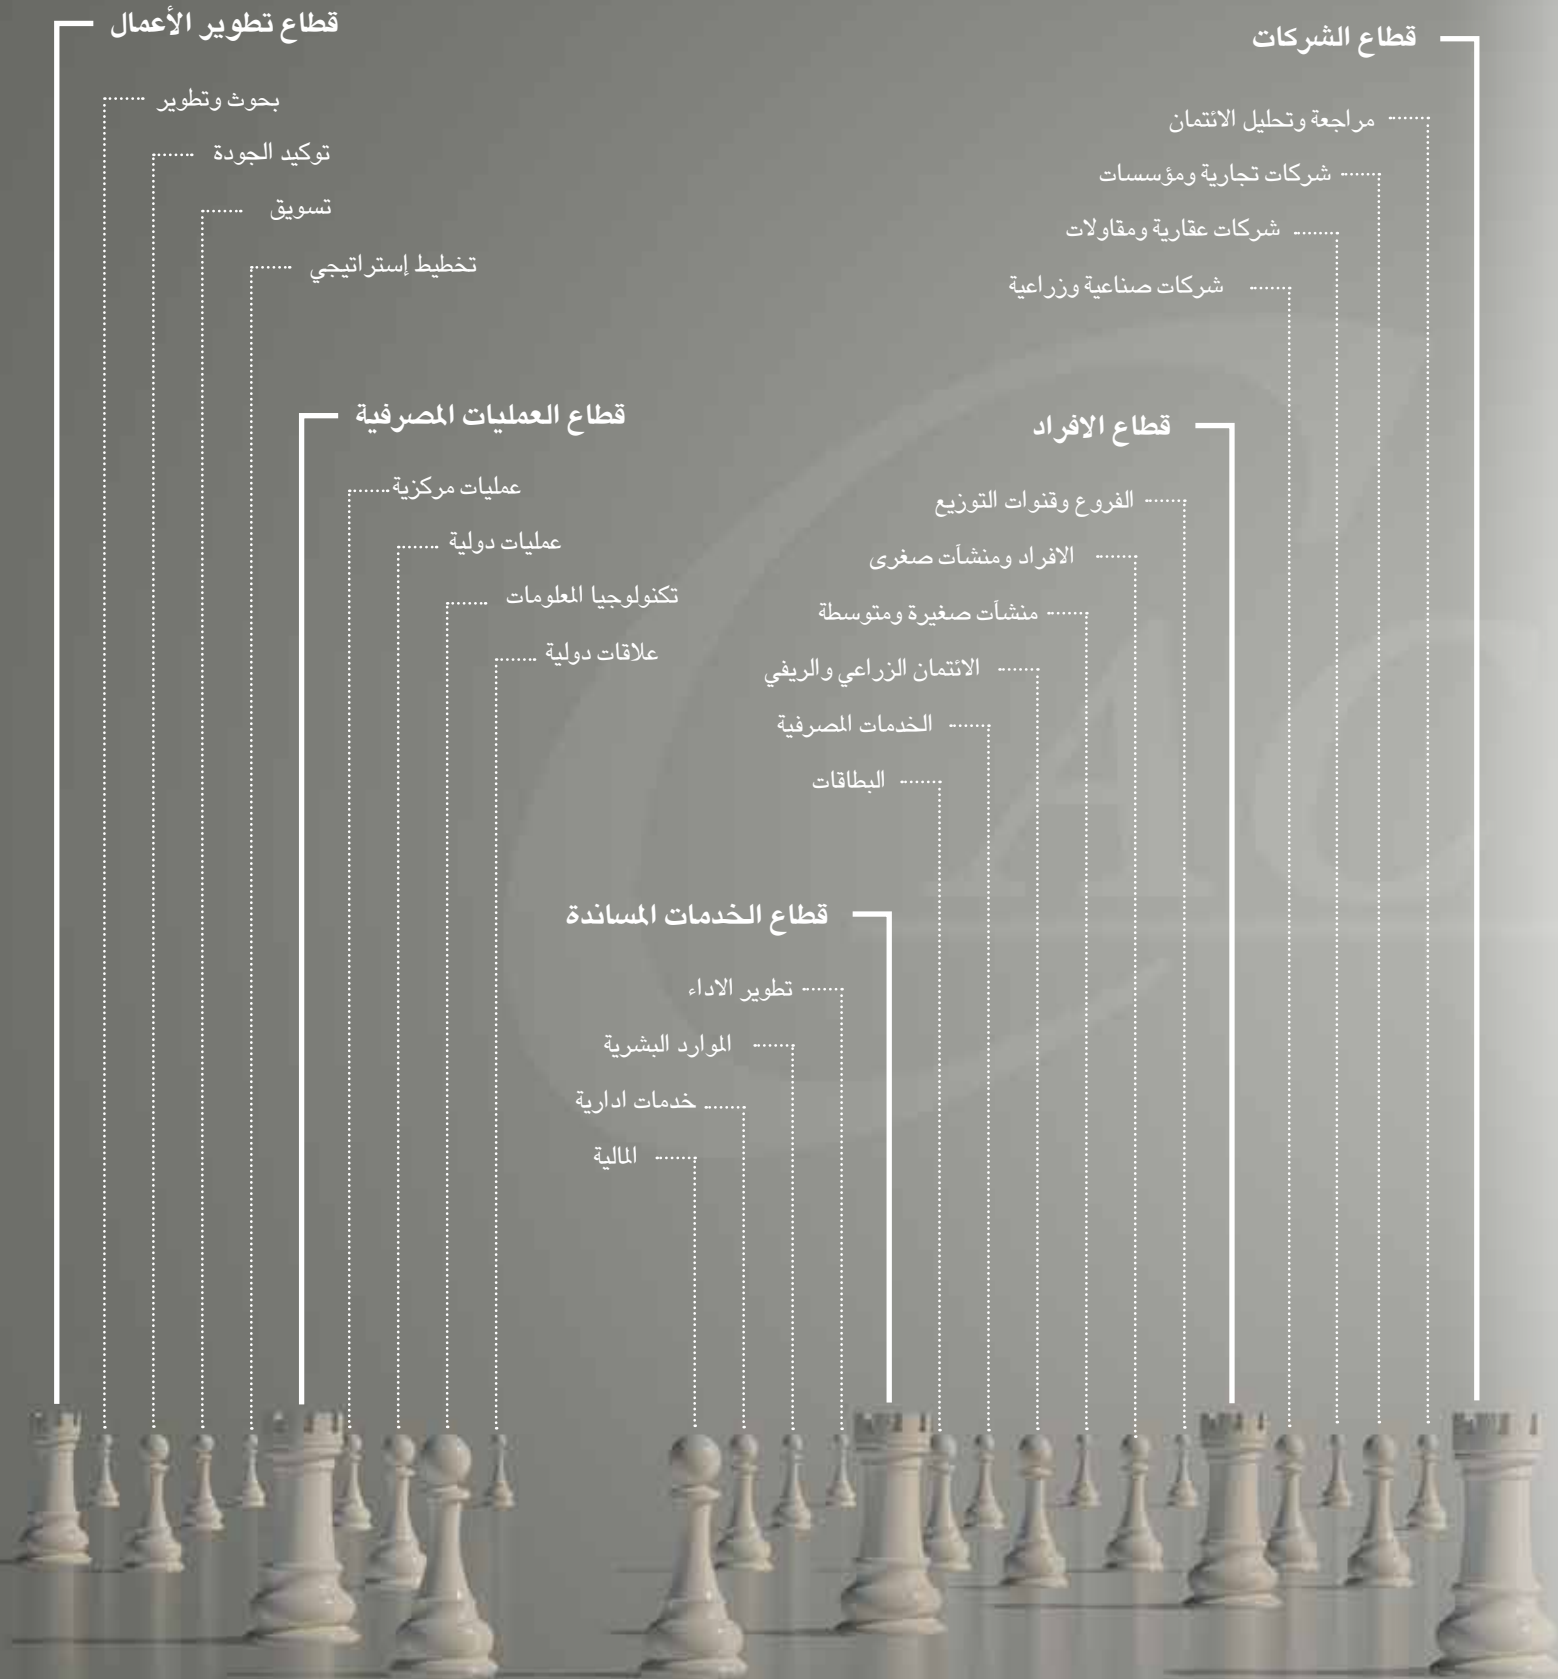 قطاع الشركات
مراجعة وتحليل الائتمان
شركات تجارية ومؤسسات
شركات عقارية ومقاولات
شركات صناعية وزراعية
قطاع تطوير الأعمال
بحوث وتطوير
توكيد الجودة
تسويق
تخطيط إستراتيجي
قطاع الافراد
الفروع وقنوات التوزيع
الافراد ومنشآت صغرى
منشآت صغيرة ومتوسطة
الائتمان الزراعي والريفي
الخدمات المصرفية
البطاقات
قطاع العمليات المصرفية
عمليات مركزية
عمليات دولية
تكنولوجيا المعلومات
علاقات دولية
قطاع الخدمات المساندة
تطوير الاداء
الموارد البشرية
خدمات ادارية
المالية
AC